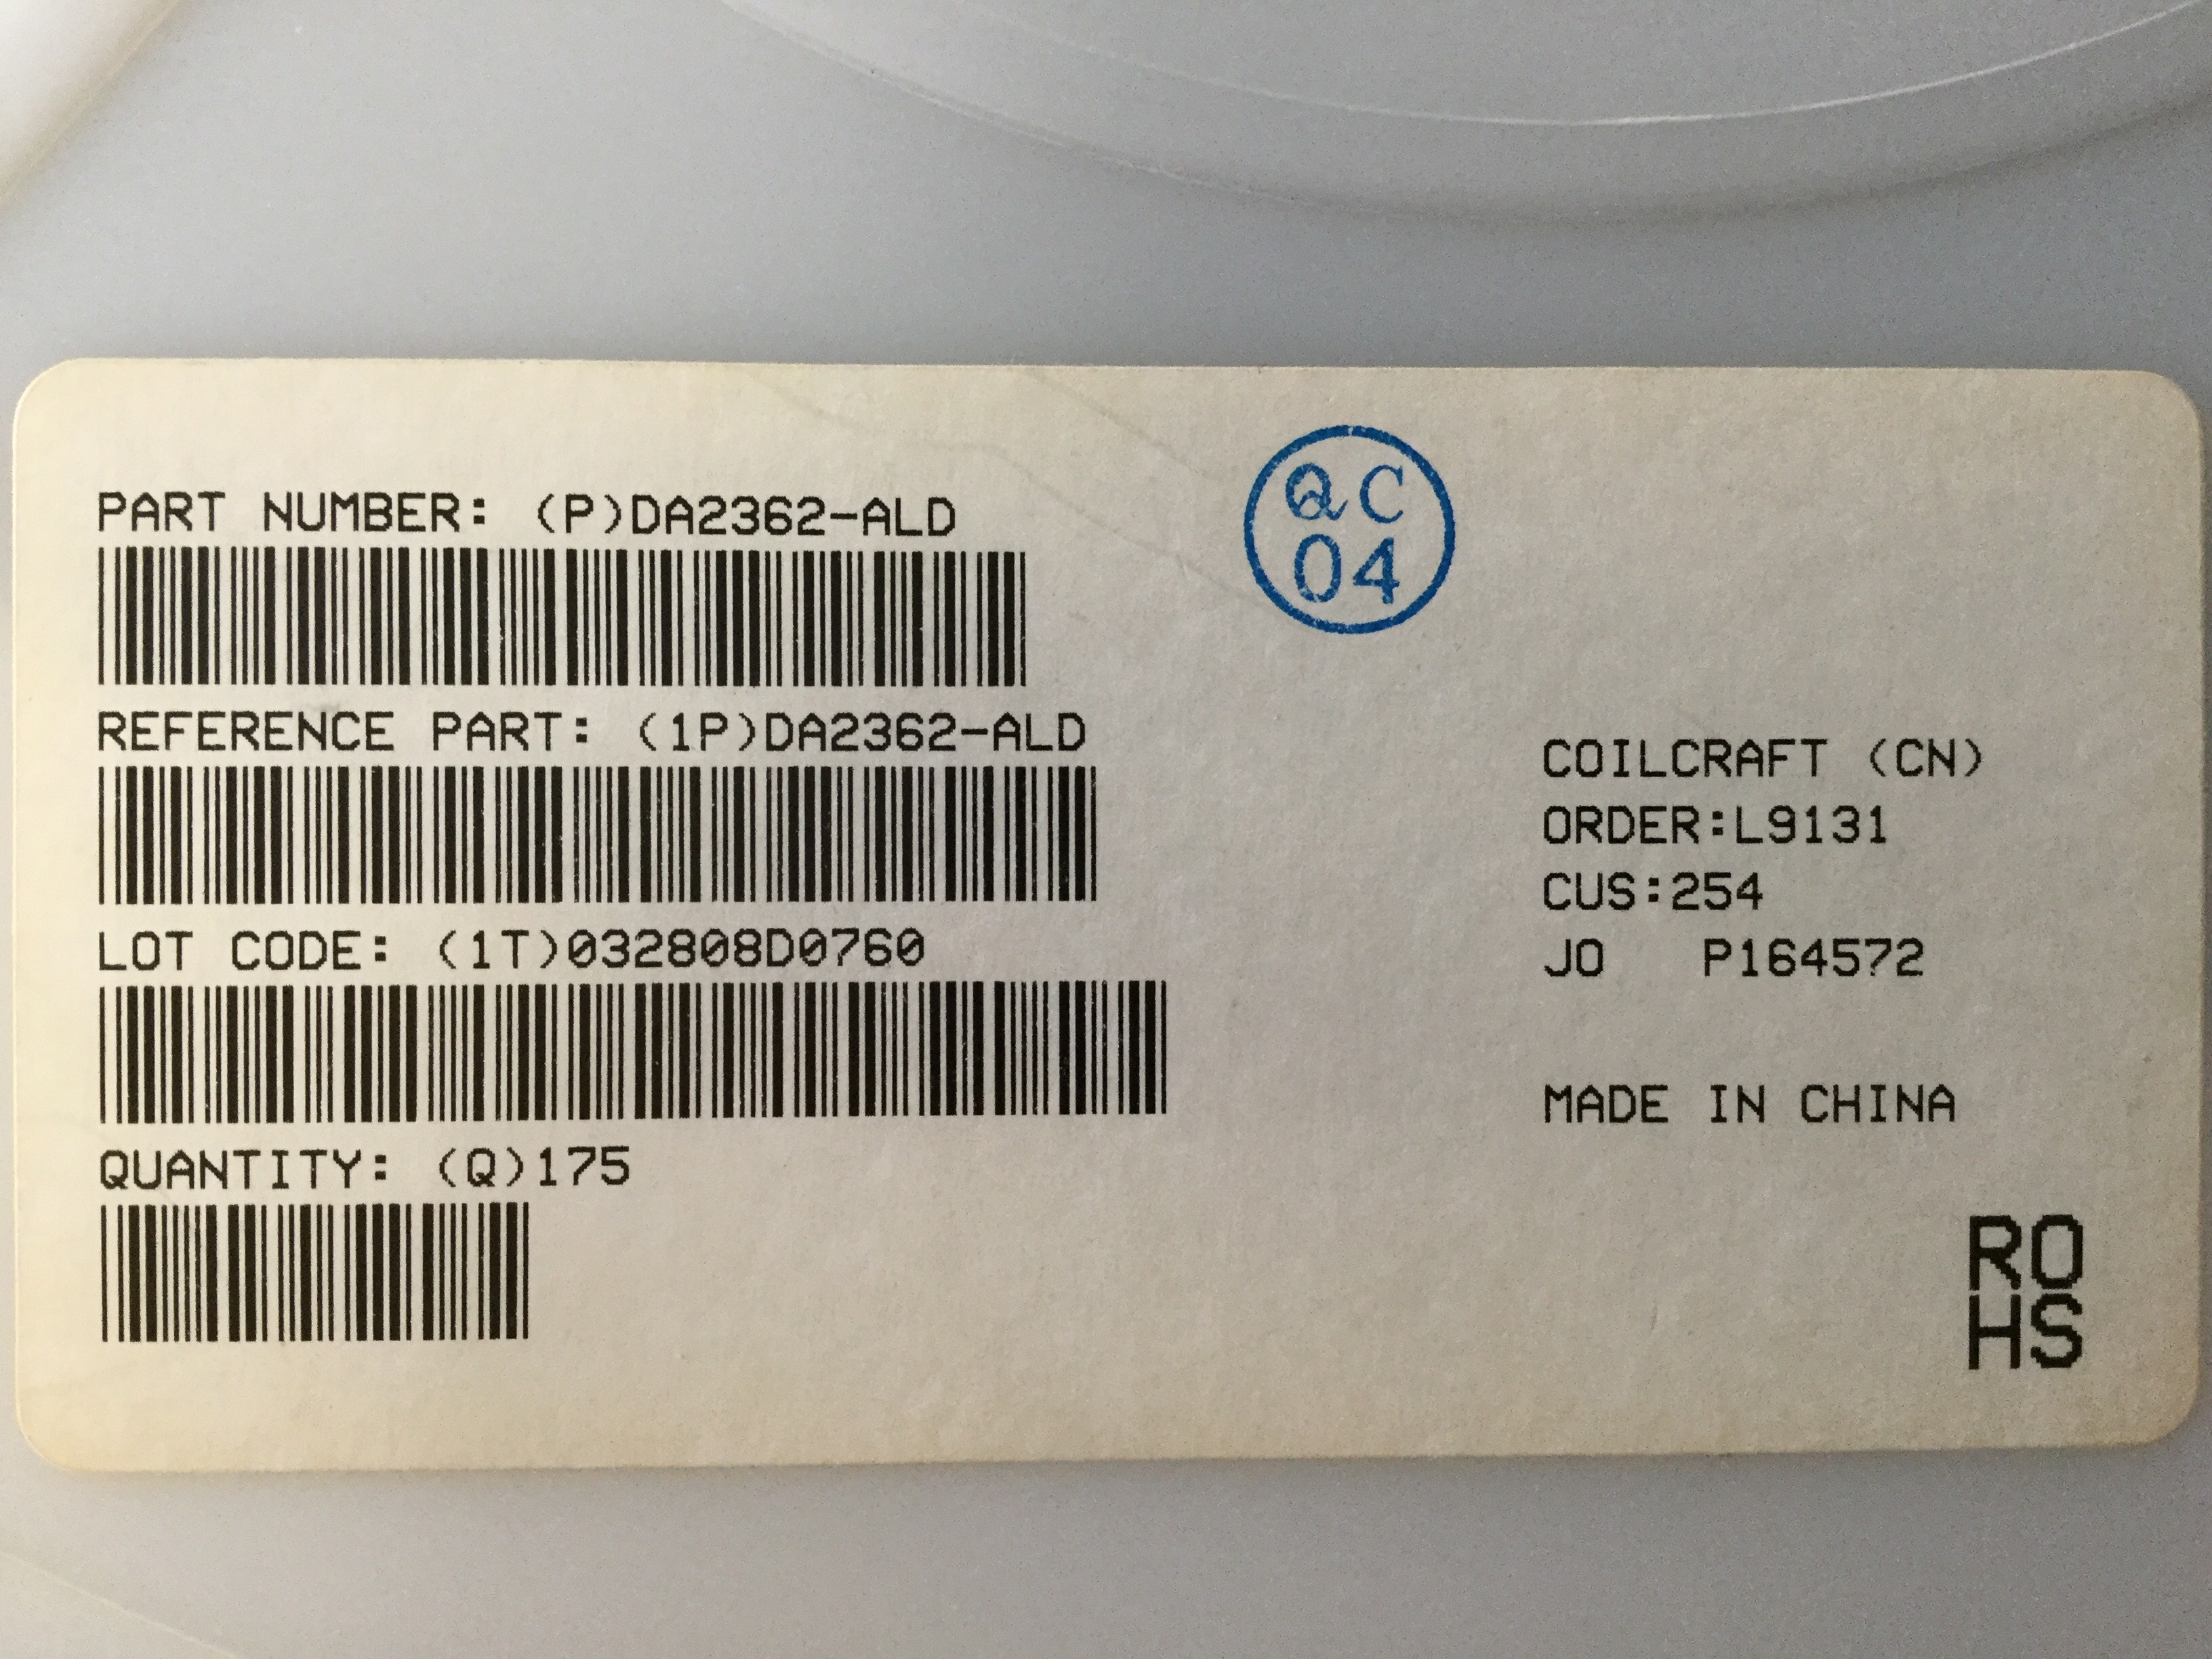 PART NUMBER: (P)DA2362-ALD
REFERENCE PART: (1P)DA2362-ALD
LOT CODE: (1T)032808D0760
QUANTITY: (Q)175
QC
04
COILCRAFT (CN)
ORDER:L9131
CUS:254
JO P164572
MADE IN CHINA
RO
HS